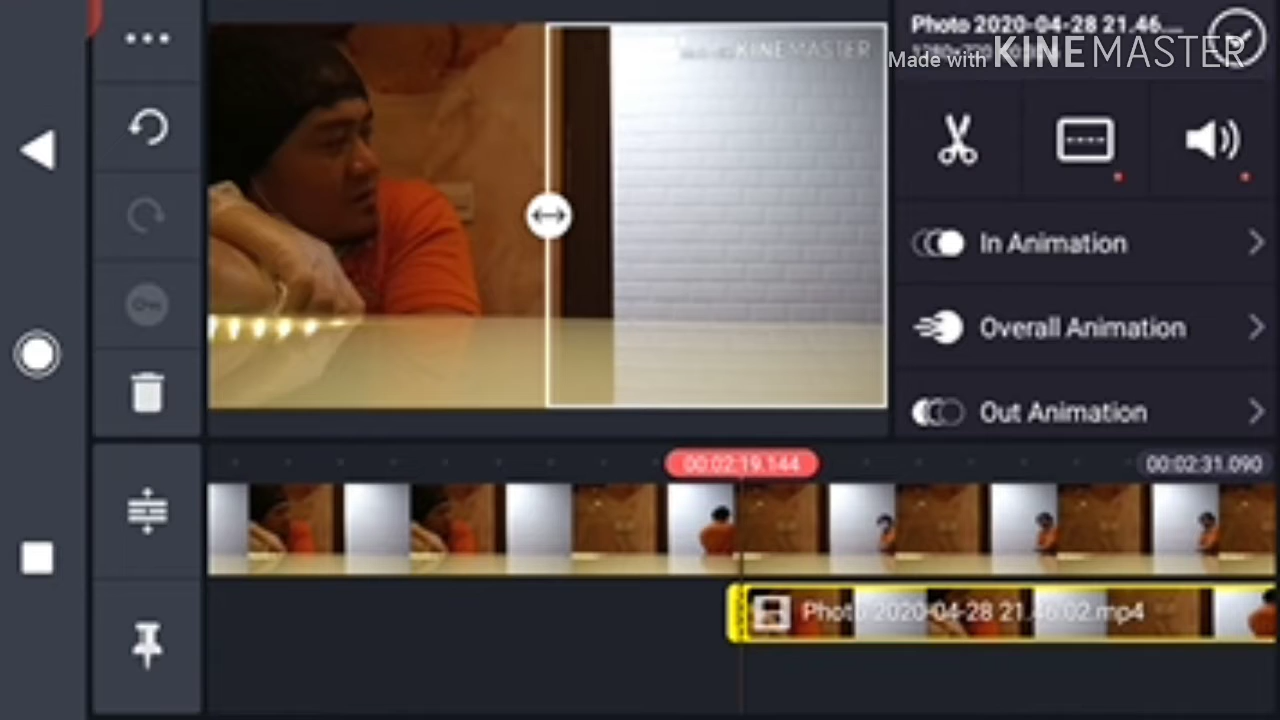 Photo 2020-04-28 21.46....
Made with KINEMASTER
KINEMASTER
In Animation
Overall Animation
Out Animation
00:02:19.144
00:02:31.090
Photo 2020-04-28 21.46.02.mp4